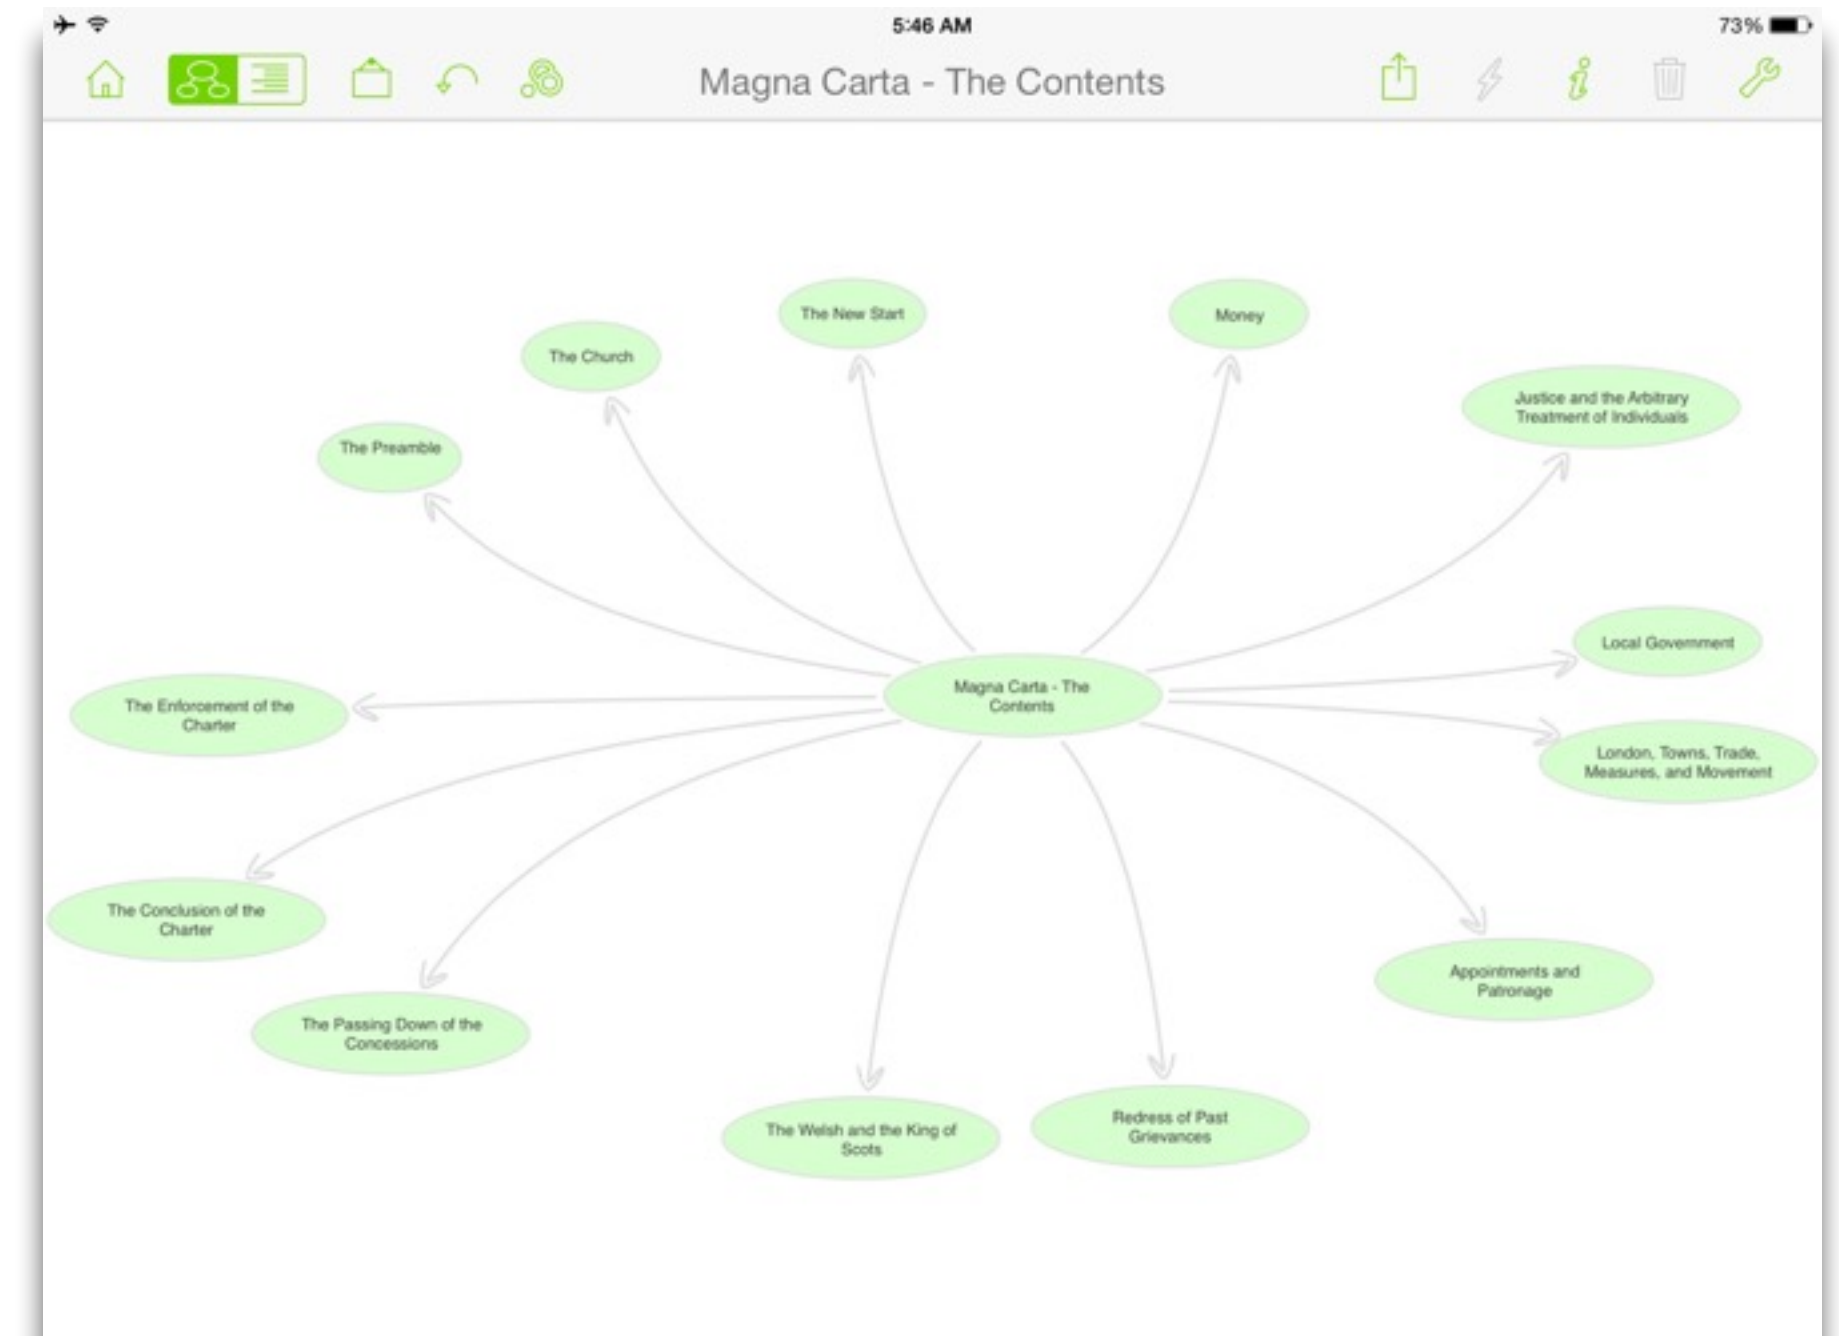 5:46 AM
73%
Magna Carta - The Contents
The New Start
Money
The Church
Justice and the Arbitrary
Treatment of Individuals
The Preamble
Local Government
Magna Carta - The
Contents
The Enforcement of the
Charter
London, Towns, Trade,
Measures, and Movement
The Conclusion of the
Charter
Appointments and
Patronage
The Passing Down of the
Concessions
The Welsh and the King of
Scots
Redress of Past
Grievances